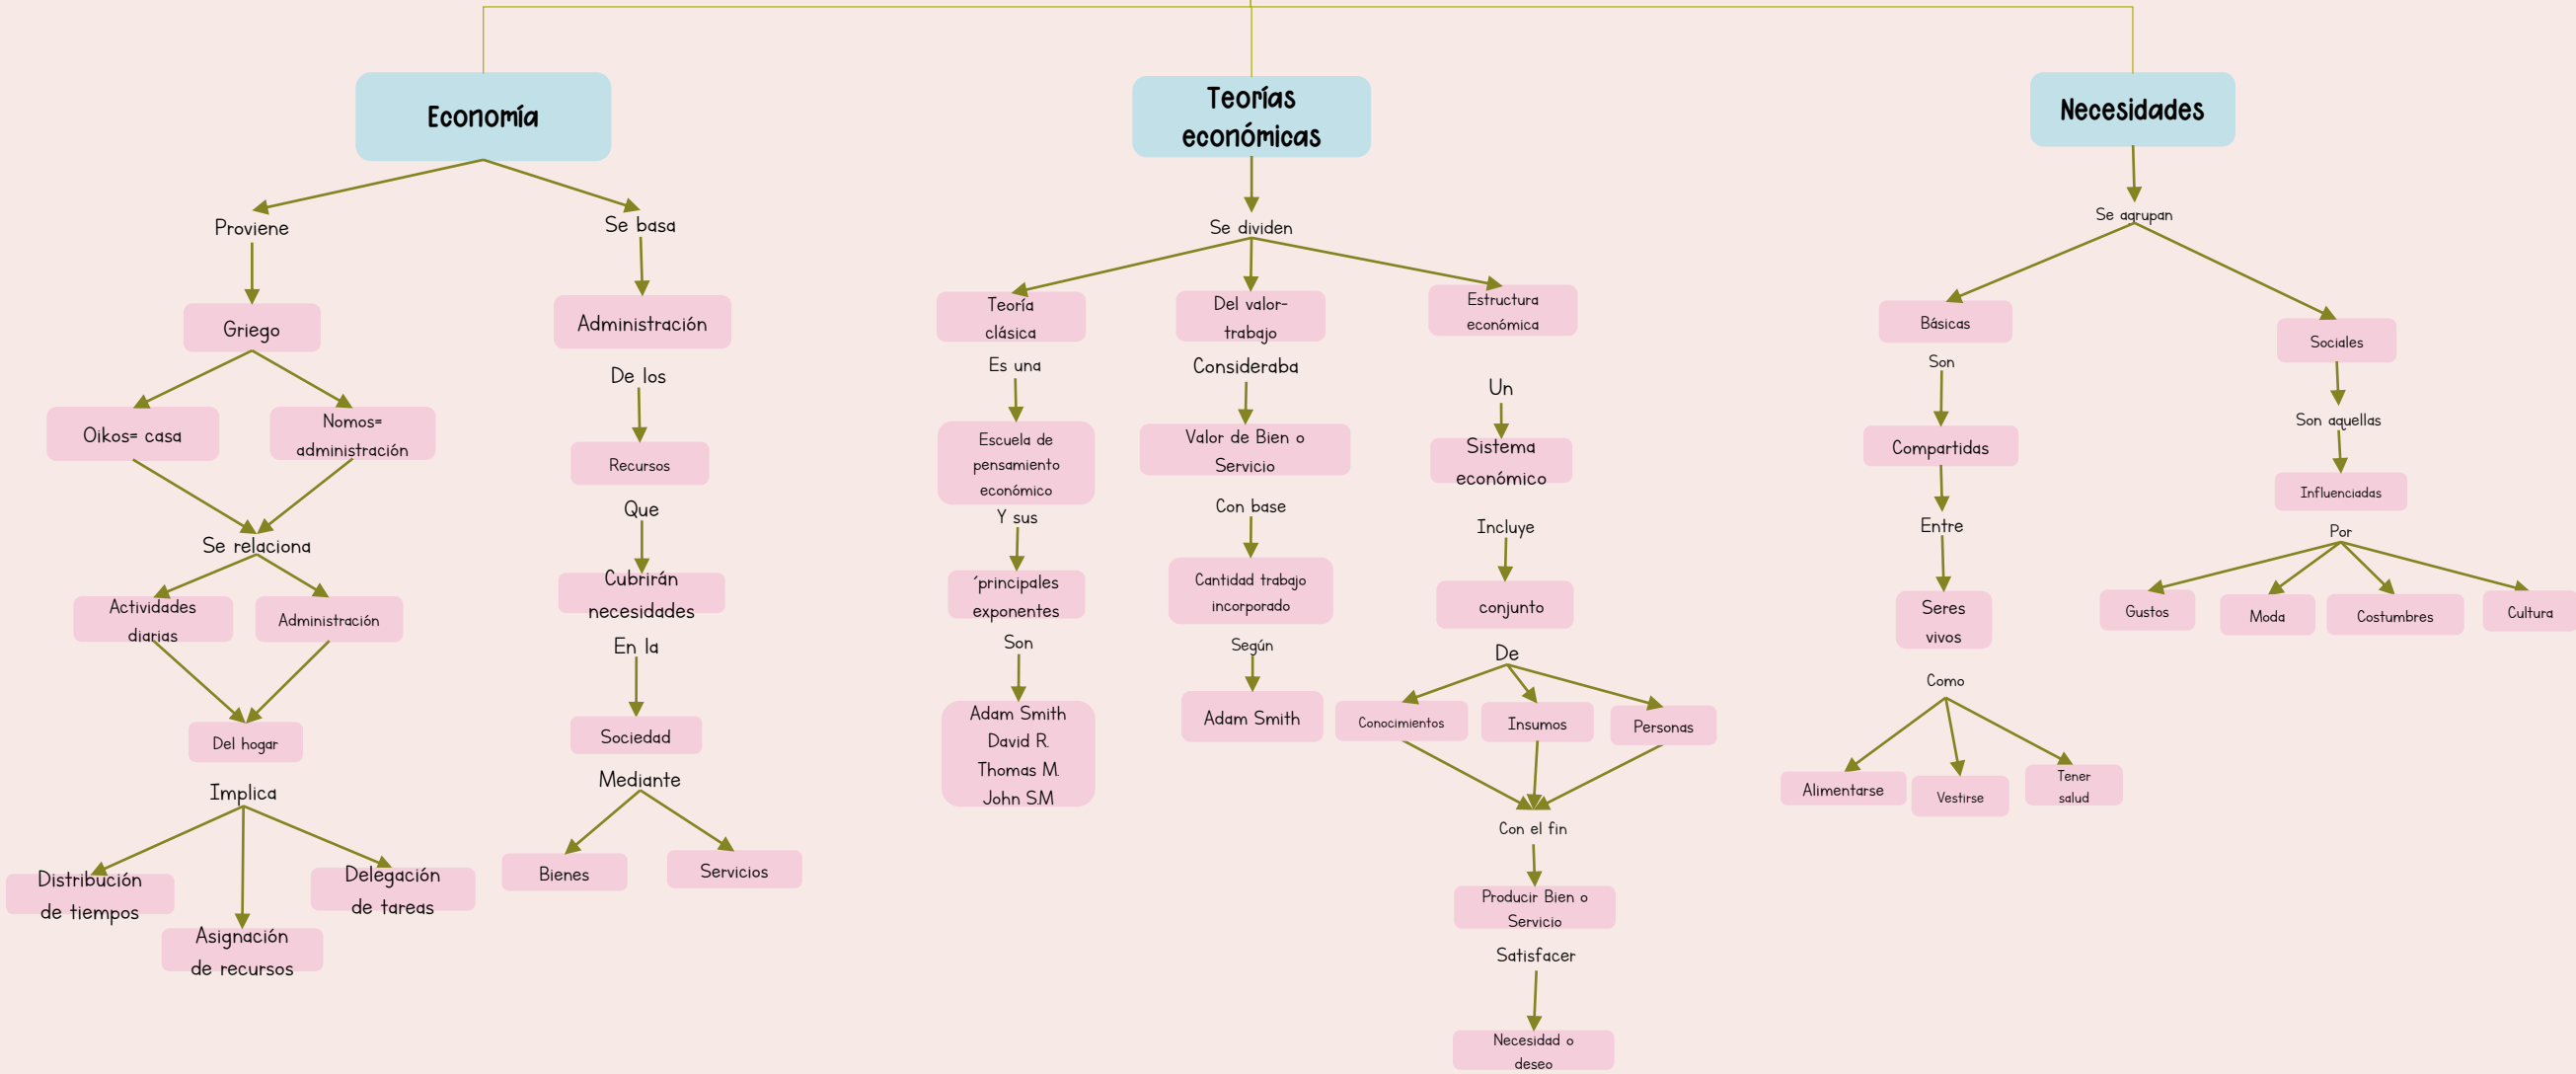 Economía
Proviene
Griego
Oikos= casa
Nomos=
administración
Se relaciona
Actividades
diarias
Administración
Del hogar
Implica
Distribución
de tiempos
Asignación
de recursos
Delegación
de tareas
Se basa
Administración
De los
Recursos
Que
Cubrirán
necesidades
En la
Sociedad
Mediante
Bienes
Servicios
Teorías
económicas
Se dividen
Teoría
clásica
Es una
Escuela de
pensamiento
económico
Y sus
´principales
exponentes
Son
Adam Smith
David R.
Thomas M.
John S.M
Del valor-
trabajo
Consideraba
Valor de Bien o
Servicio
Con base
Cantidad trabajo
incorporado
Según
Adam Smith
Estructura
económica
Un
Sistema
económico
Incluye
conjunto
De
Conocimientos
Insumos
Personas
Con el fin
Producir Bien o
Servicio
Satisfacer
Necesidad o
deseo
Necesidades
Se agrupan
Básicas
Son
Compartidas
Entre
Seres
vivos
Como
Alimentarse
Vestirse
Tener
salud
Sociales
Son aquellas
Influenciadas
Por
Gustos
Moda
Costumbres
Cultura